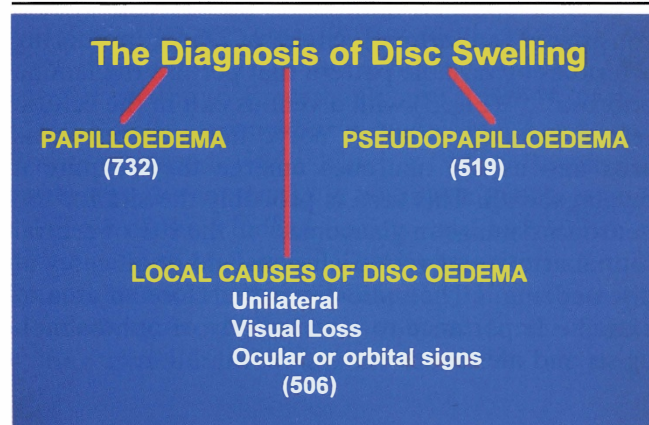 The Diagnosis of Disc Swelling
PAPILLOEDEMA
(732)
PSEUDOPAPILLOEDEMA
(519)
LOCAL CAUSES OF DISC OEDEMA
Unilateral
Visual Loss
Ocular or orbital signs
(506)